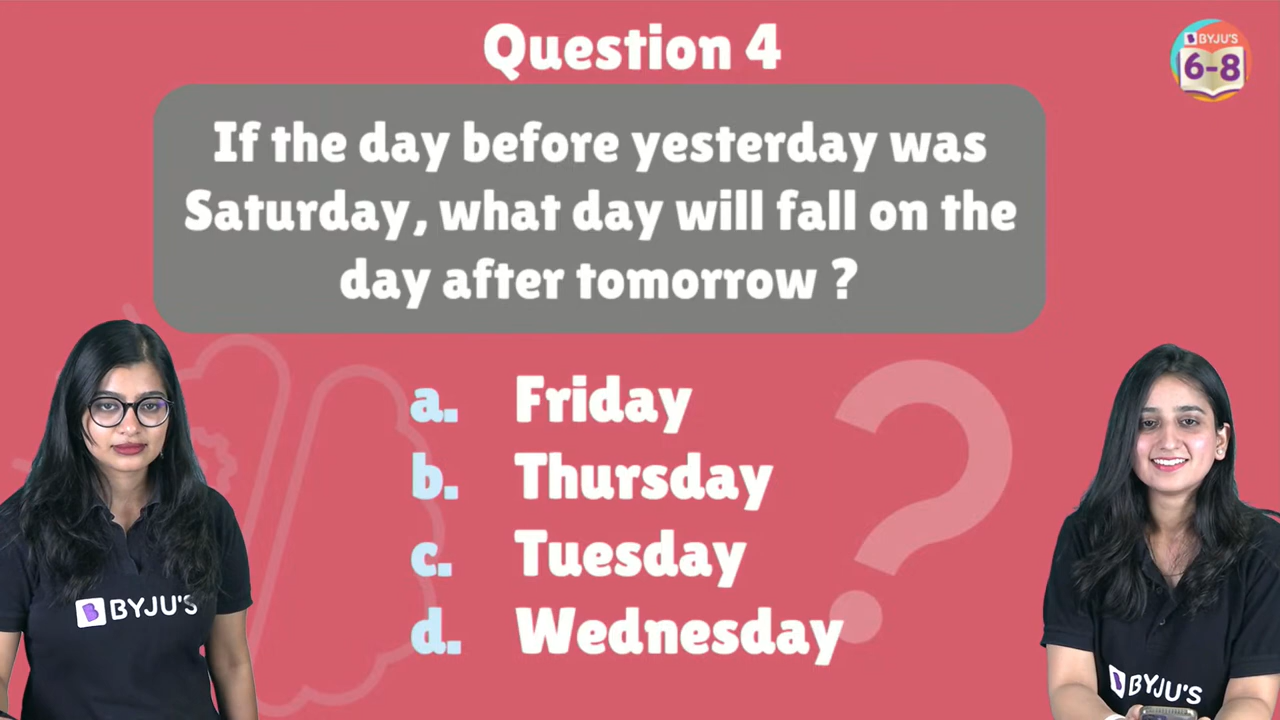 Question 4
BYJU'S
6-8
If the day before yesterday was
Saturday, what day will fall on the
day after tomorrow ?
a. Friday
b. Thursday
c. Tuesday
d. Wednesday
BYJU'S
BYJU'S